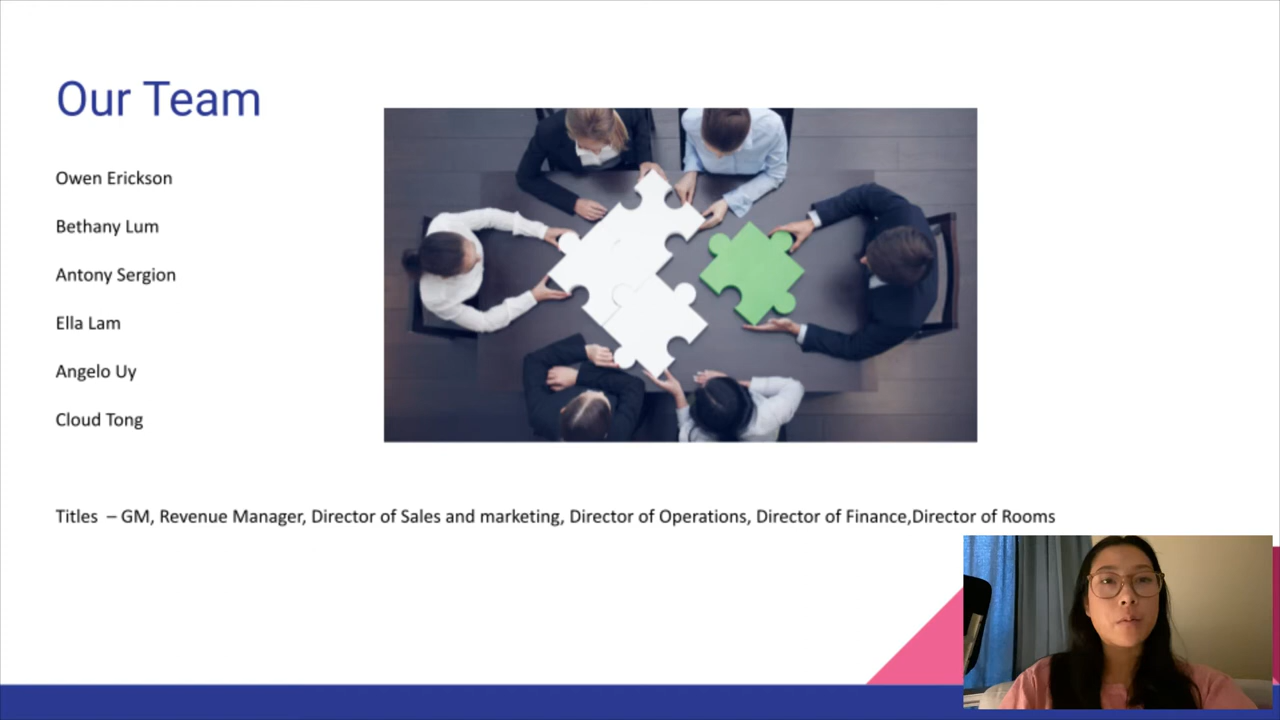 Our Team
Owen Erickson
Bethany Lum
Antony Sergion
Ella Lam
Angelo Uy
Cloud Tong
Titles – GM, Revenue Manager, Director of Sales and marketing, Director of Operations, Director of Finance,Director of Rooms